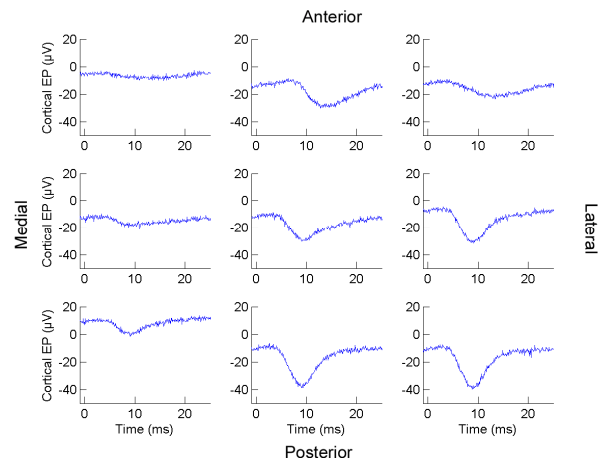 Anterior
20 20 20
0 0 0
-20 -20 -20
-40 -40 -40
Cortical EP (µV)
0 10 20 0 10 20 0 10 20
20 20 20
0 0 0
-20 -20 -20
-40 -40 -40
Cortical EP (µV)
0 10 20 0 10 20 0 10 20
Medial
Lateral
20 20 20
0 0 0
-20 -20 -20
-40 -40 -40
Cortical EP (µV)
0 10 20 0 10 20 0 10 20
Time (ms) Time (ms) Time (ms)
Posterior